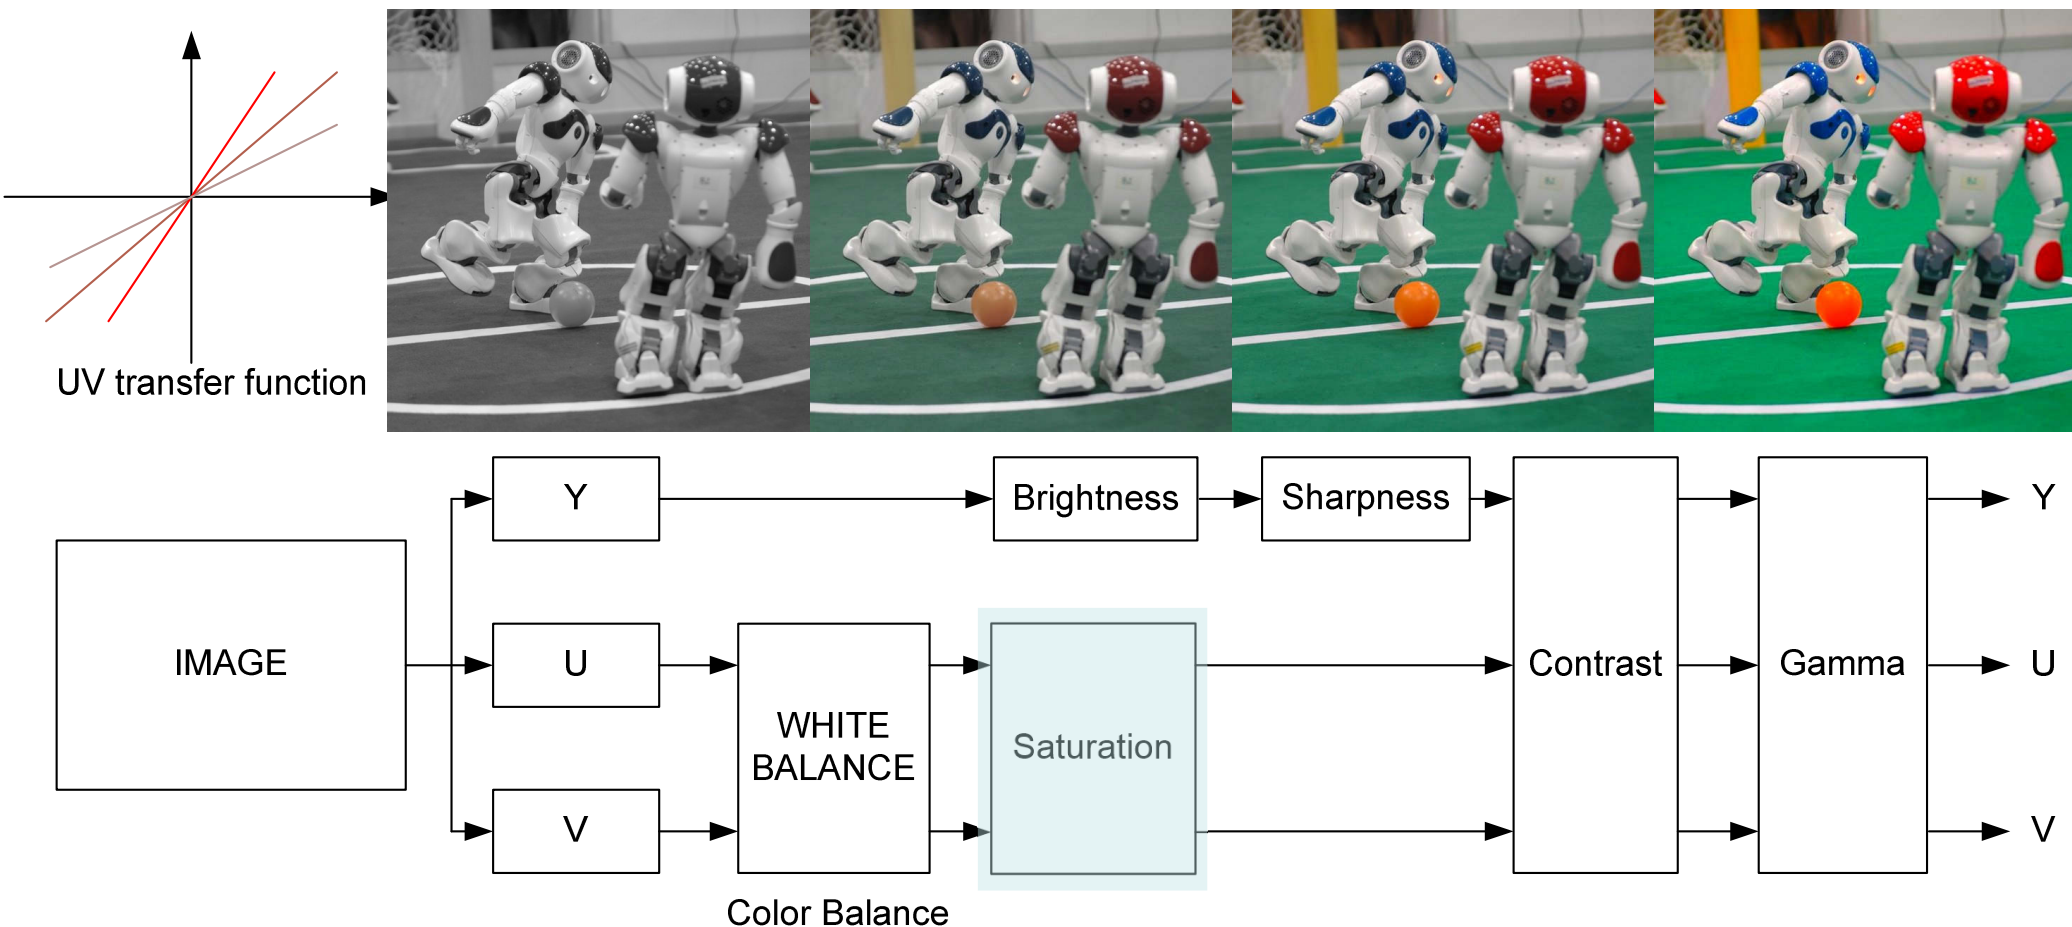 UV transfer function
Y
Brightness
Sharpness
Y
IMAGE
U
WHITE
BALANCE
Saturation
Contrast
Gamma
U
V
V
Color Balance